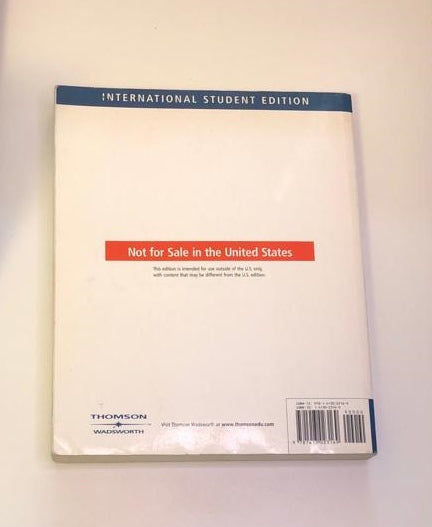 INTERNATIONAL STUDENT EDITION
Not for Sale in the United States
This edition is intended for use outside of the U.S. only,
with content that may be different from the U.S. edition.
THOMSON
WADSWORTH
Visit Thomson Wadsworth at www.thomsonedu.com
90000